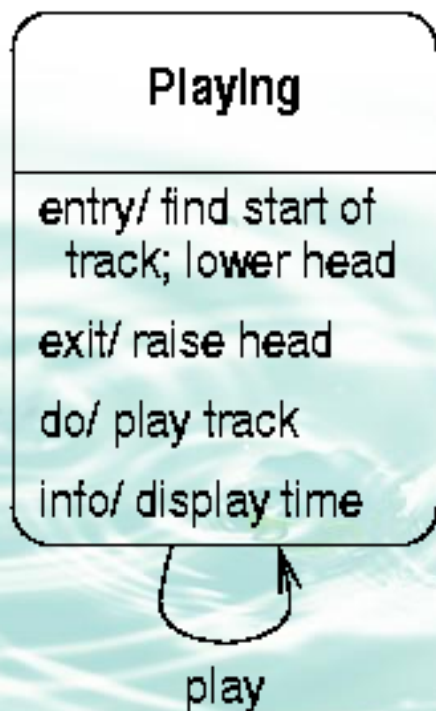 Playing
entry/ find start of
track; lower head
exit/ raise head
do/ play track
info/ display time
play